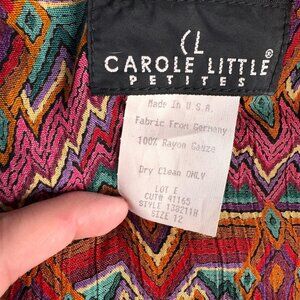 CL
CAROLE LITTLE®
PETITES
Made In U.S.A.
Fabric From Germany
100% Rayon Gauze
Dry Clean ONLY
LOT E
CUT# 41165
STYLE 138211R
SIZE 12